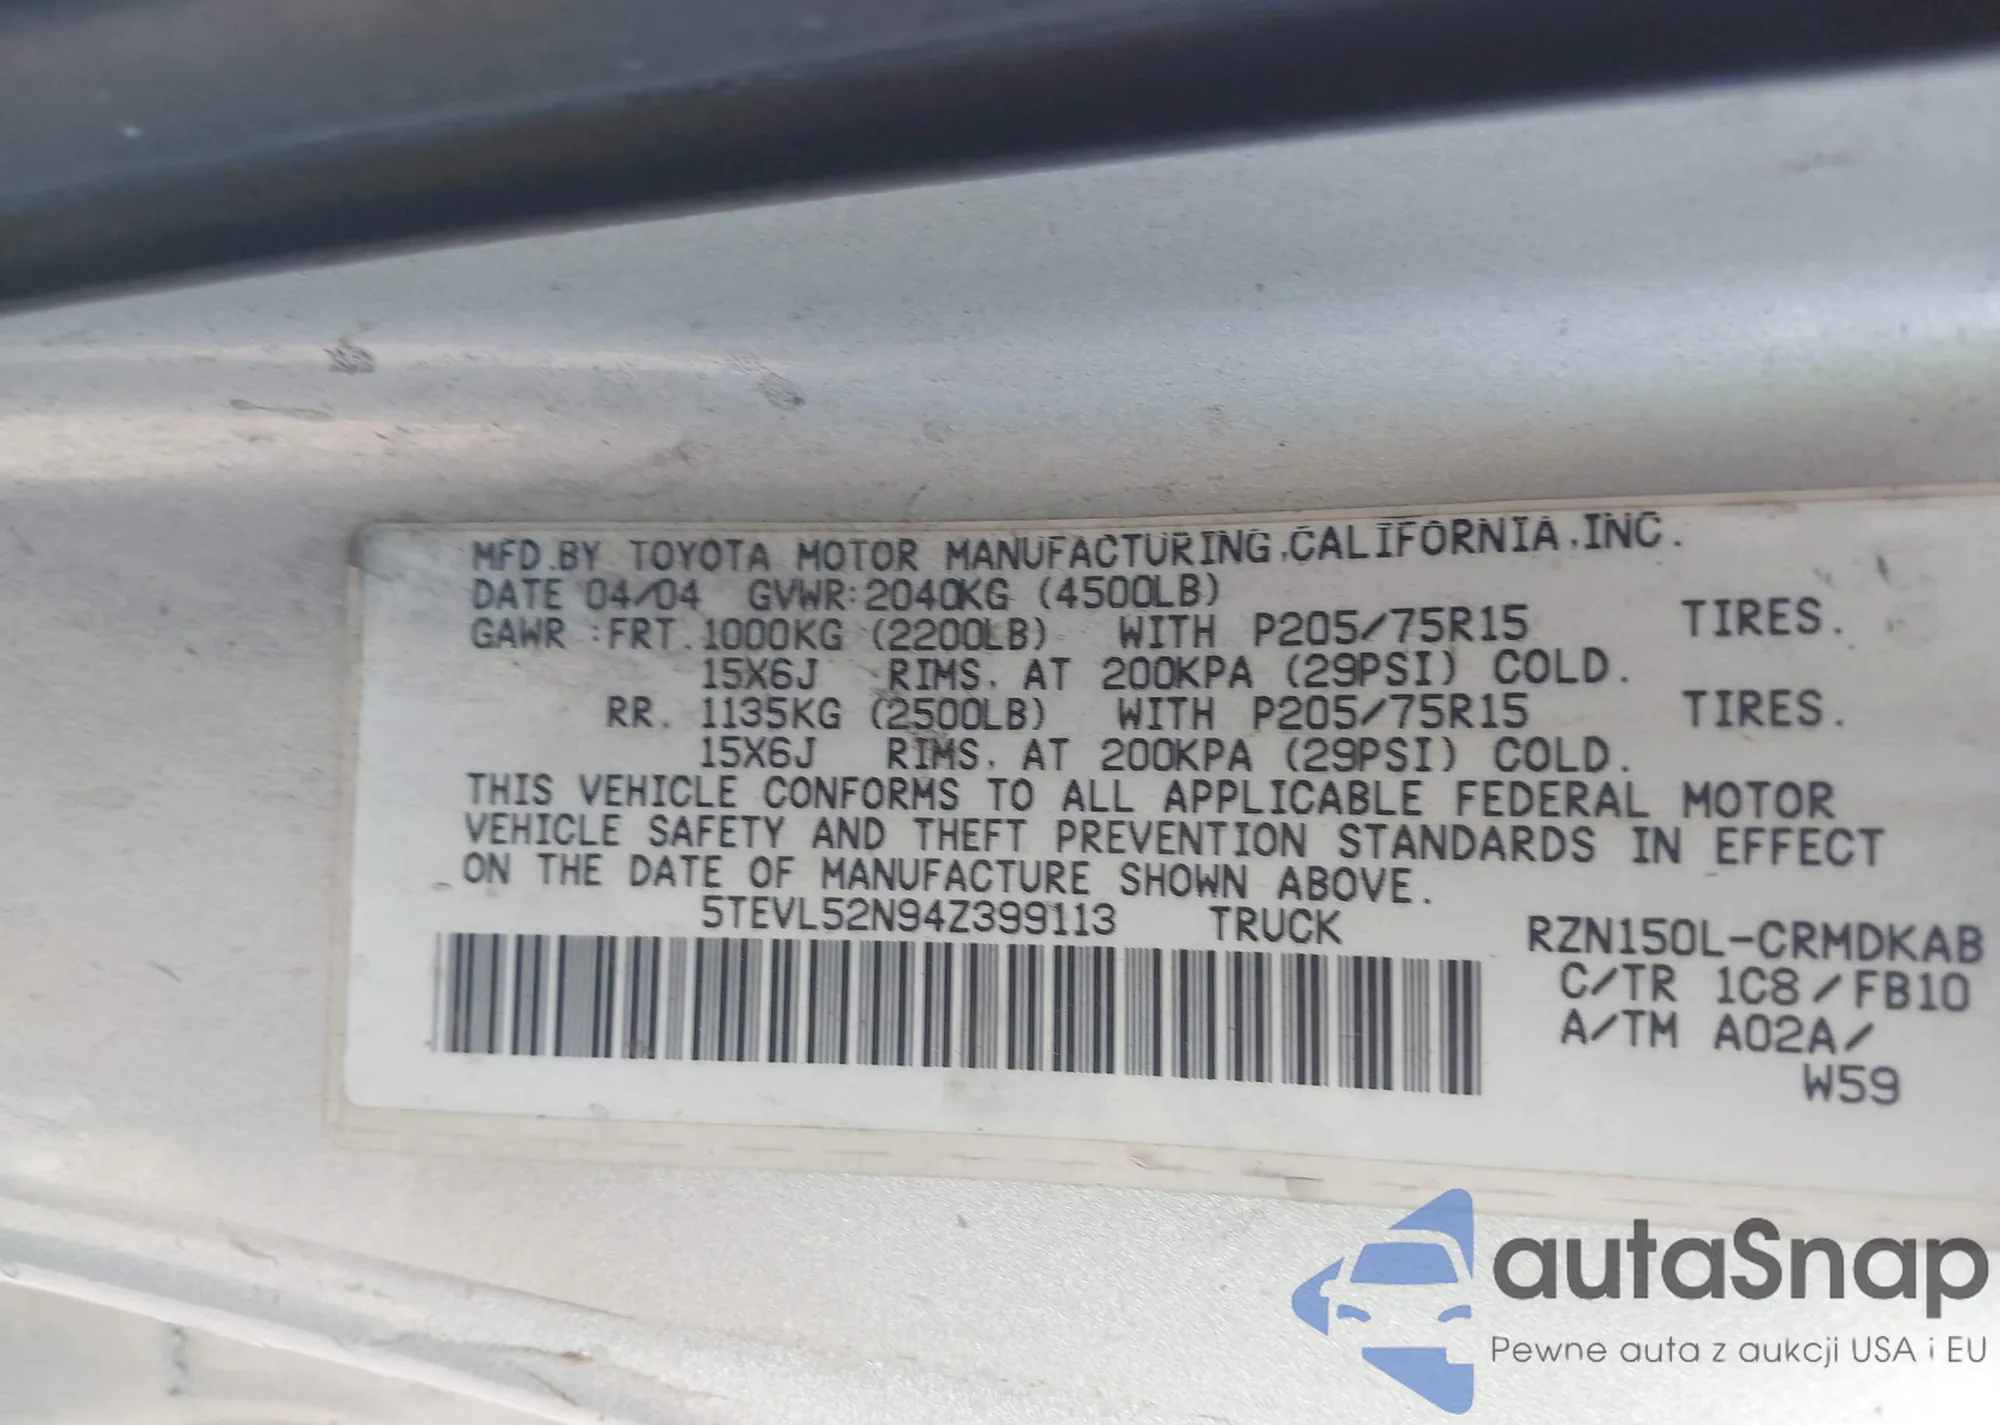 MFD.BY TOYOTA MOTOR MANUFACTURING,CALIFORNIA,INC.
DATE 04/04 GVWR:2040KG (4500LB)
GAWR :FRT. 1000KG (2200LB) WITH P205/75R15 TIRES.
15X6J RIMS, AT 200KPA (29PSI) COLD.
RR. 1135KG (2500LB) WITH P205/75R15 TIRES.
15X6J RIMS, AT 200KPA (29PSI) COLD.
THIS VEHICLE CONFORMS TO ALL APPLICABLE FEDERAL MOTOR
VEHICLE SAFETY AND THEFT PREVENTION STANDARDS IN EFFECT
ON THE DATE OF MANUFACTURE SHOWN ABOVE.
5TEVL52N94Z399113 TRUCK RZN150L-CRMDKAB
C/TR 1C8/FB10
A/TM A02A/
W59
autaSnap
Pewne auta z aukcji USA i EU